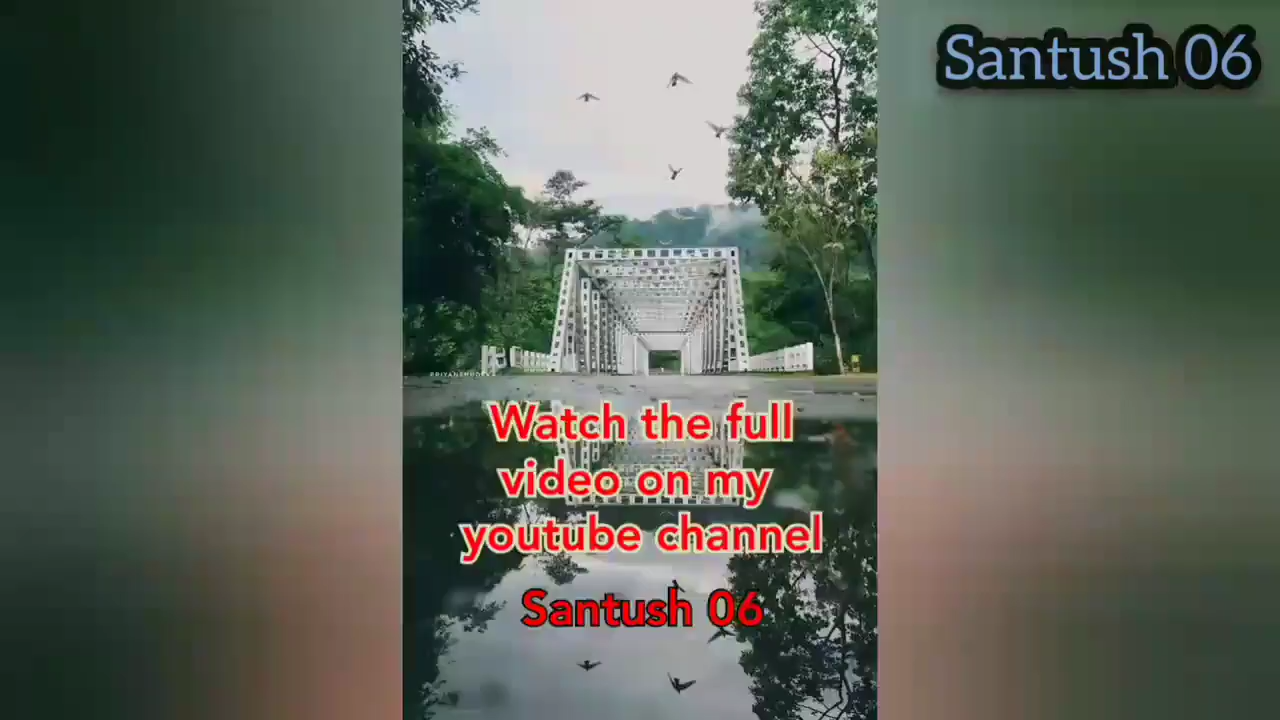 Santush 06
Watch the full
video on my
youtube channel
Santush 06